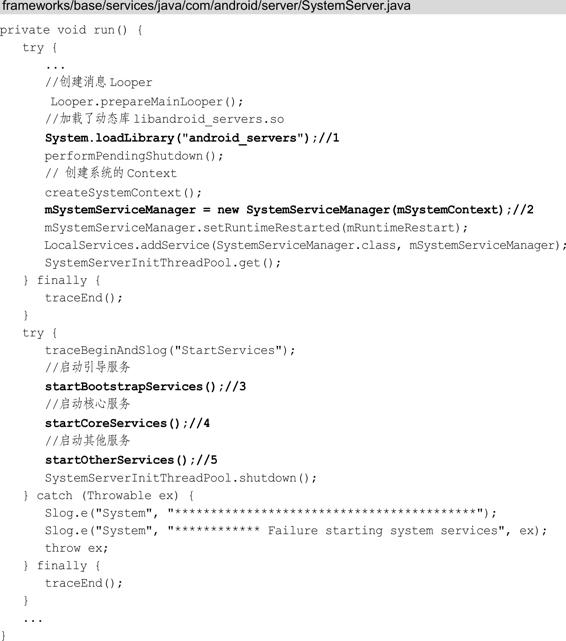 frameworks/base/services/java/com/android/server/SystemServer.java
private void run() {
try {
...
//创建消息 Looper
Looper.prepareMainLooper();
//加载了动态库 libandroid_servers.so
System.loadLibrary("android_servers");//1
performPendingShutdown();
// 创建系统的 Context
createSystemContext();
mSystemServiceManager = new SystemServiceManager(mSystemContext);//2
mSystemServiceManager.setRuntimeRestarted(mRuntimeRestart);
LocalServices.addService(SystemServiceManager.class, mSystemServiceManager);
SystemServerInitThreadPool.get();
} finally {
traceEnd();
}
try {
traceBeginAndSlog("StartServices");
//启动引导服务
startBootstrapServices();//3
//启动核心服务
startCoreServices();//4
//启动其他服务
startOtherServices();//5
SystemServerInitThreadPool.shutdown();
} catch (Throwable ex) {
Slog.e("System", "******************************************");
Slog.e("System", "************ Failure starting system services", ex);
throw ex;
} finally {
traceEnd();
}
...
}